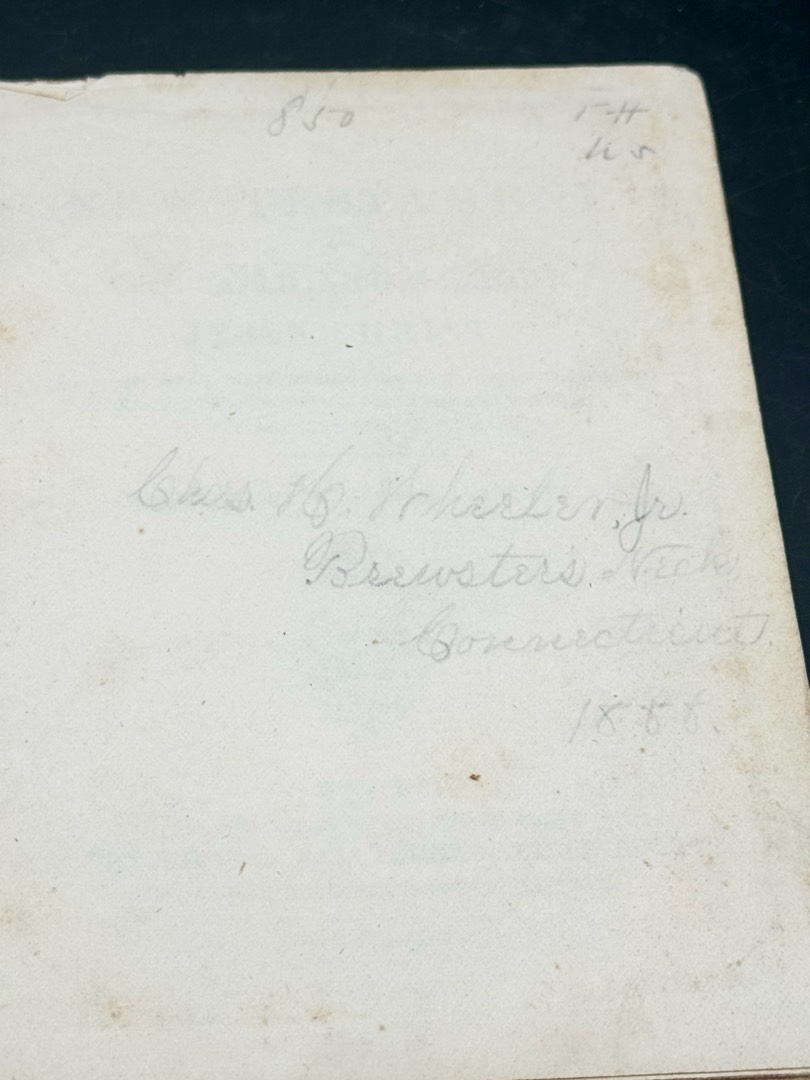 850
Chas. H. Wheeler, Jr.
Brewsters Neck,
Connecticut.
1888.